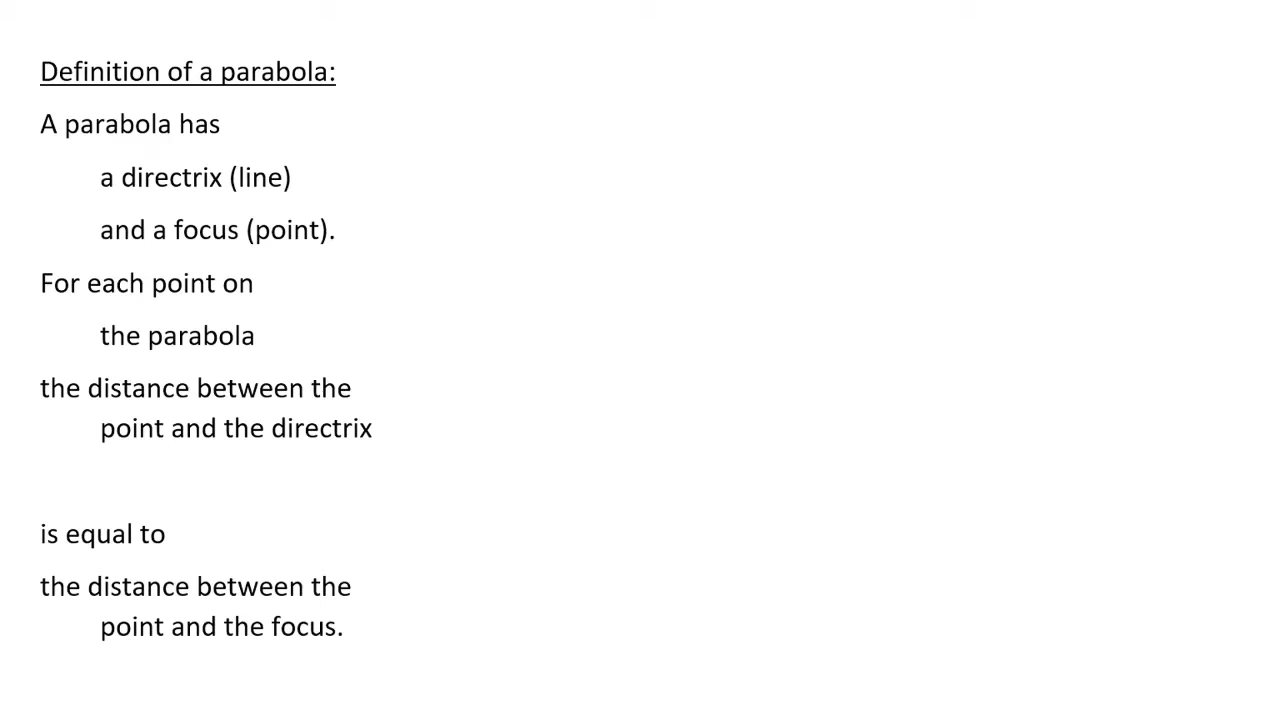 Definition of a parabola:
A parabola has
a directrix (line)
and a focus (point).
For each point on
the parabola
the distance between the
point and the directrix
is equal to
the distance between the
point and the focus.